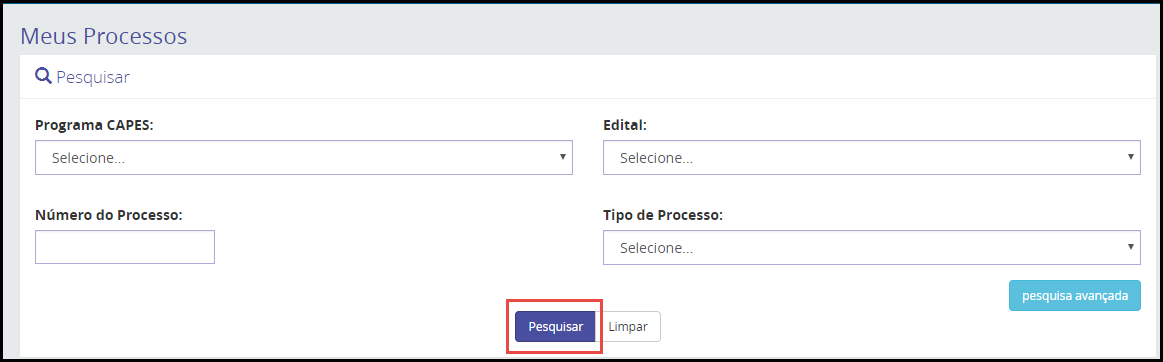 Meus Processos
Pesquisar
Programa CAPES:
Edital:
Selecione...
Selecione...
Número do Processo:
Tipo de Processo:
Selecione...
pesquisa avançada
Pesquisar
Limpar